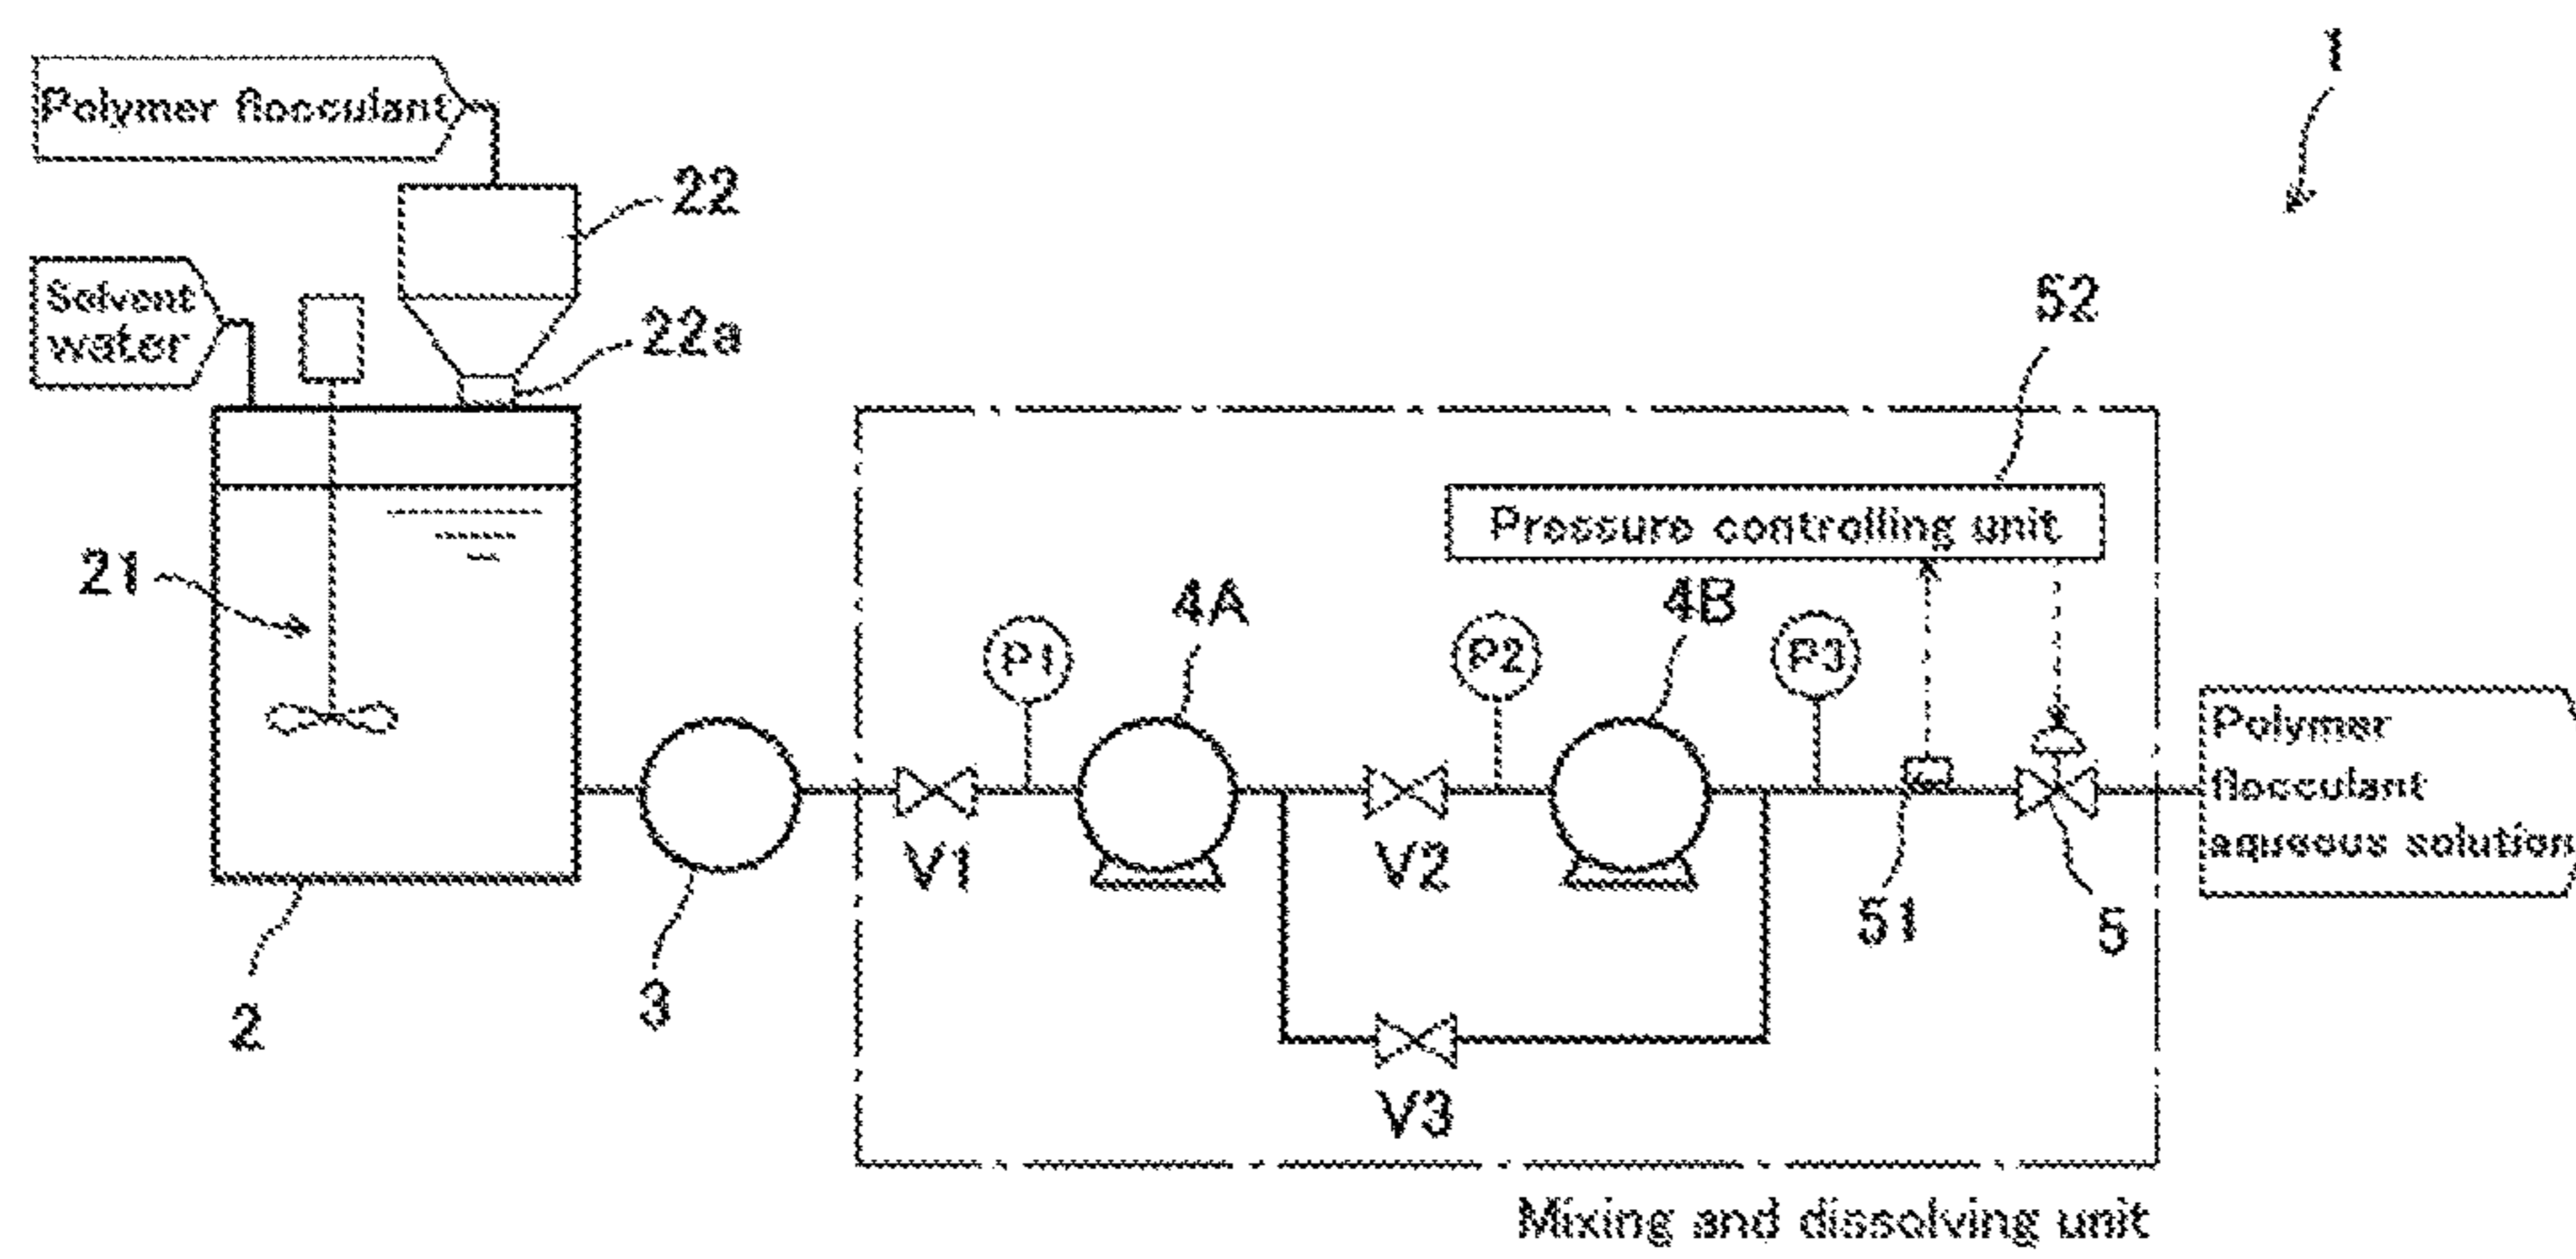 1
Polymer flocculant
22
Solvent
water
22a
52
Pressure controlling unit
21
4A
4B
P1
P2
P3
Polymer
flocculant
aqueous solution
V1
V2
51
5
3
2
V3
Mixing and dissolving unit